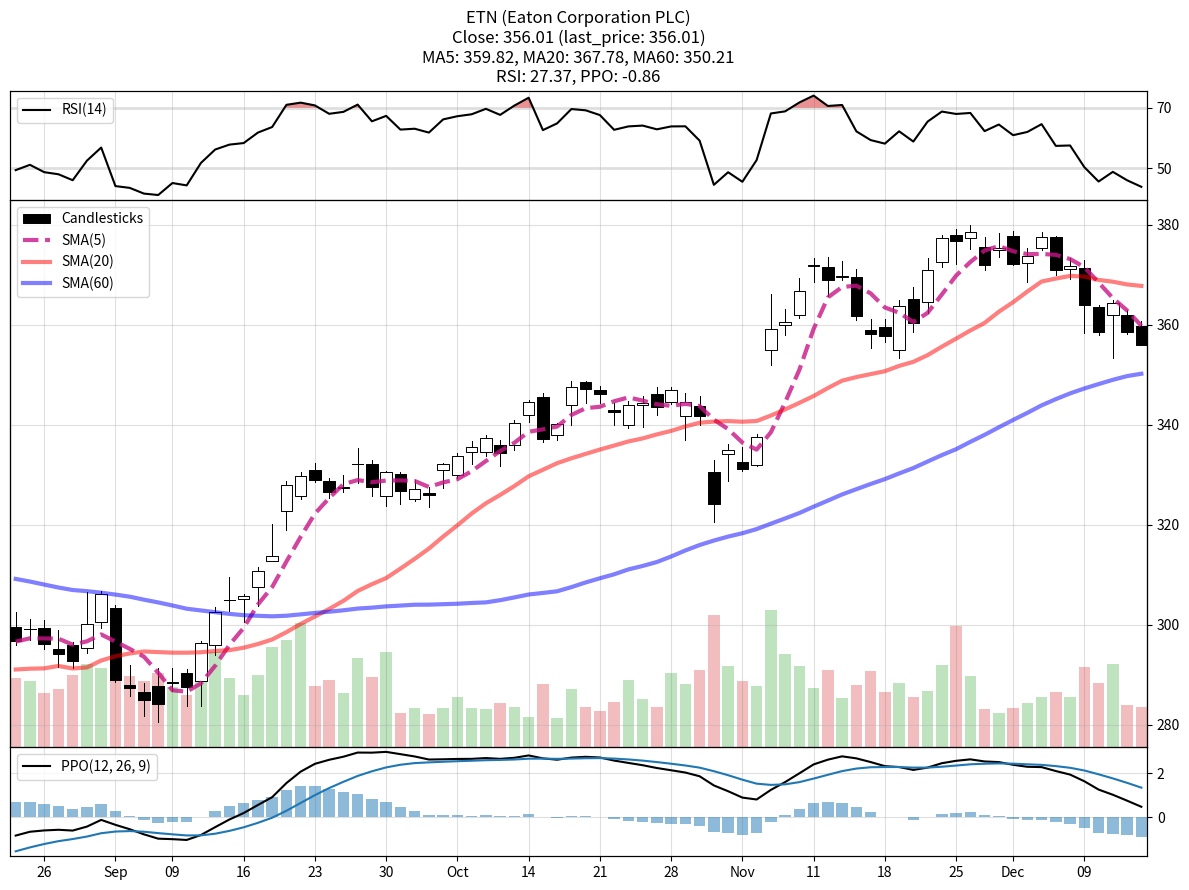 ETN (Eaton Corporation PLC)
Close: 356.01 (last_price: 356.01)
MA5: 359.82, MA20: 367.78, MA60: 350.21
RSI: 27.37, PPO: -0.86
RSI(14)
70
50
Candlesticks
SMA(5)
SMA(20)
SMA(60)
380
360
340
320
300
280
PPO(12, 26, 9)
2
0
26 Sep 09 16 23 30 Oct 14 21 28 Nov 11 18 25 Dec 09